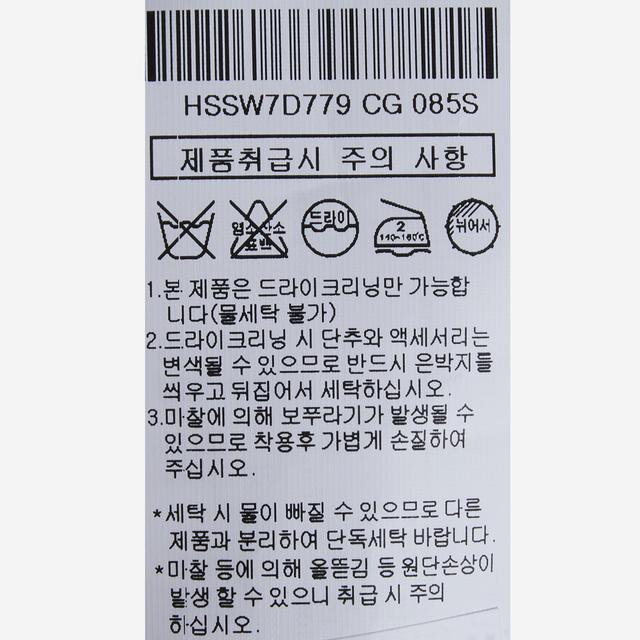 HSSW7D779 CG 085S
제품취급시 주의 사항
염소산소
표백
드라이
2
140~160℃
뉘어서
1.본 제품은 드라이크리닝만 가능합
니다(물세탁 불가)
2.드라이크리닝 시 단추와 액세서리는
변색될 수 있으므로 반드시 은박지를
씌우고 뒤집어서 세탁하십시오.
3.마찰에 의해 보푸라기가 발생될 수
있으므로 착용후 가볍게 손질하여
주십시오.
*세탁 시 물이 빠질 수 있으므로 다른
제품과 분리하여 단독세탁 바랍니다.
*마찰 등에 의해 올뜯김 등 원단손상이
발생 할 수 있으니 취급 시 주의
하십시오.